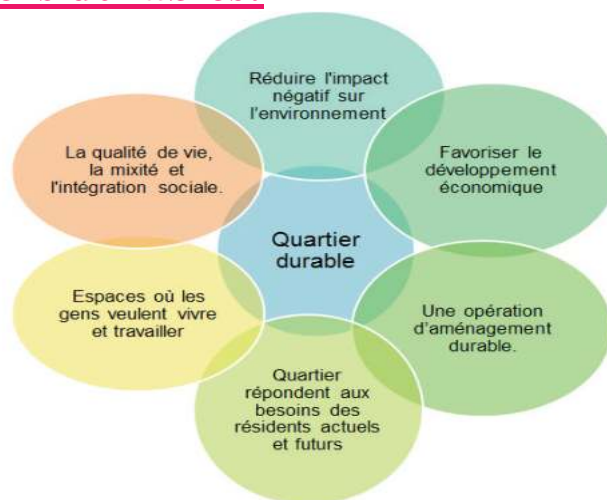 Réduire l'impact
négatif sur
l'environnement
Favoriser le
développement
économique
Une opération
d'aménagement
durable.
Quartier
répondent aux
besoins des
résidents actuels
et futurs
Espaces où les
gens veulent vivre
et travailler
La qualité de vie,
la mixité et
l'intégration sociale.
Quartier
durable